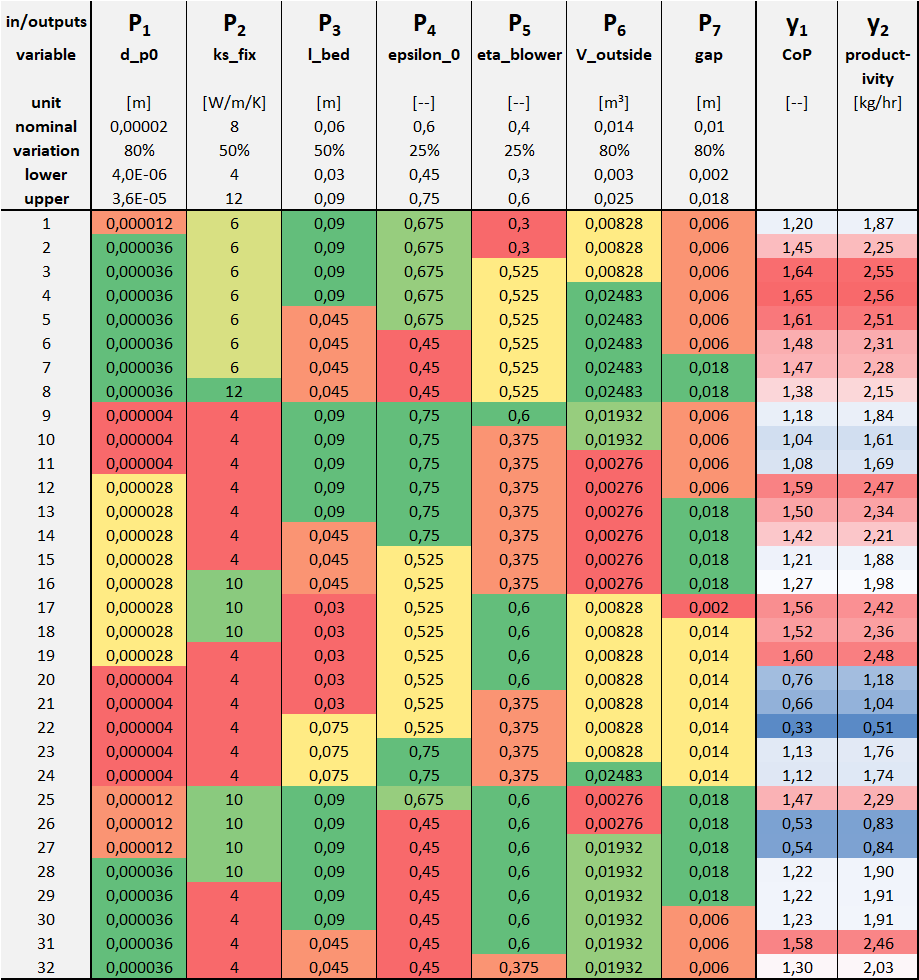 in/outputs P₁ P₂ P₃ P₄ P₅ P₆ P₇ y₁ y₂
variable d_p0 ks_fix l_bed epsilon_0 eta_blower V_outside gap CoP product-
ivity
unit [m] [W/m/K] [m] [--] [--] [m³] [m] [--] [kg/hr]
nominal 0,00002 8 0,06 0,6 0,4 0,014 0,01
variation 80% 50% 50% 25% 25% 80% 80%
lower 4,0E-06 4 0,03 0,45 0,3 0,003 0,002
upper 3,6E-05 12 0,09 0,75 0,6 0,025 0,018
1 0,000012 6 0,09 0,675 0,3 0,00828 0,006 1,20 1,87
2 0,000036 6 0,09 0,675 0,3 0,00828 0,006 1,45 2,25
3 0,000036 6 0,09 0,675 0,525 0,00828 0,006 1,64 2,55
4 0,000036 6 0,09 0,675 0,525 0,02483 0,006 1,65 2,56
5 0,000036 6 0,045 0,675 0,525 0,02483 0,006 1,61 2,51
6 0,000036 6 0,045 0,45 0,525 0,02483 0,006 1,48 2,31
7 0,000036 6 0,045 0,45 0,525 0,02483 0,018 1,47 2,28
8 0,000036 12 0,045 0,45 0,525 0,02483 0,018 1,38 2,15
9 0,000004 4 0,09 0,75 0,6 0,01932 0,006 1,18 1,84
10 0,000004 4 0,09 0,75 0,375 0,01932 0,006 1,04 1,61
11 0,000004 4 0,09 0,75 0,375 0,00276 0,006 1,08 1,69
12 0,000028 4 0,09 0,75 0,375 0,00276 0,006 1,59 2,47
13 0,000028 4 0,09 0,75 0,375 0,00276 0,018 1,50 2,34
14 0,000028 4 0,045 0,75 0,375 0,00276 0,018 1,42 2,21
15 0,000028 4 0,045 0,525 0,375 0,00276 0,018 1,21 1,88
16 0,000028 10 0,045 0,525 0,375 0,00276 0,018 1,27 1,98
17 0,000028 10 0,03 0,525 0,6 0,00828 0,002 1,56 2,42
18 0,000028 10 0,03 0,525 0,6 0,00828 0,014 1,52 2,36
19 0,000028 4 0,03 0,525 0,6 0,00828 0,014 1,60 2,48
20 0,000004 4 0,03 0,525 0,6 0,00828 0,014 0,76 1,18
21 0,000004 4 0,03 0,525 0,375 0,00828 0,014 0,66 1,04
22 0,000004 4 0,075 0,525 0,375 0,00828 0,014 0,33 0,51
23 0,000004 4 0,075 0,75 0,375 0,00828 0,014 1,13 1,76
24 0,000004 4 0,075 0,75 0,375 0,02483 0,014 1,12 1,74
25 0,000012 10 0,09 0,675 0,6 0,00276 0,018 1,47 2,29
26 0,000012 10 0,09 0,45 0,6 0,00276 0,018 0,53 0,83
27 0,000012 10 0,09 0,45 0,6 0,01932 0,018 0,54 0,84
28 0,000036 10 0,09 0,45 0,6 0,01932 0,018 1,22 1,90
29 0,000036 4 0,09 0,45 0,6 0,01932 0,018 1,22 1,91
30 0,000036 4 0,09 0,45 0,6 0,01932 0,006 1,23 1,91
31 0,000036 4 0,045 0,45 0,6 0,01932 0,006 1,58 2,46
32 0,000036 4 0,045 0,45 0,375 0,01932 0,006 1,30 2,03